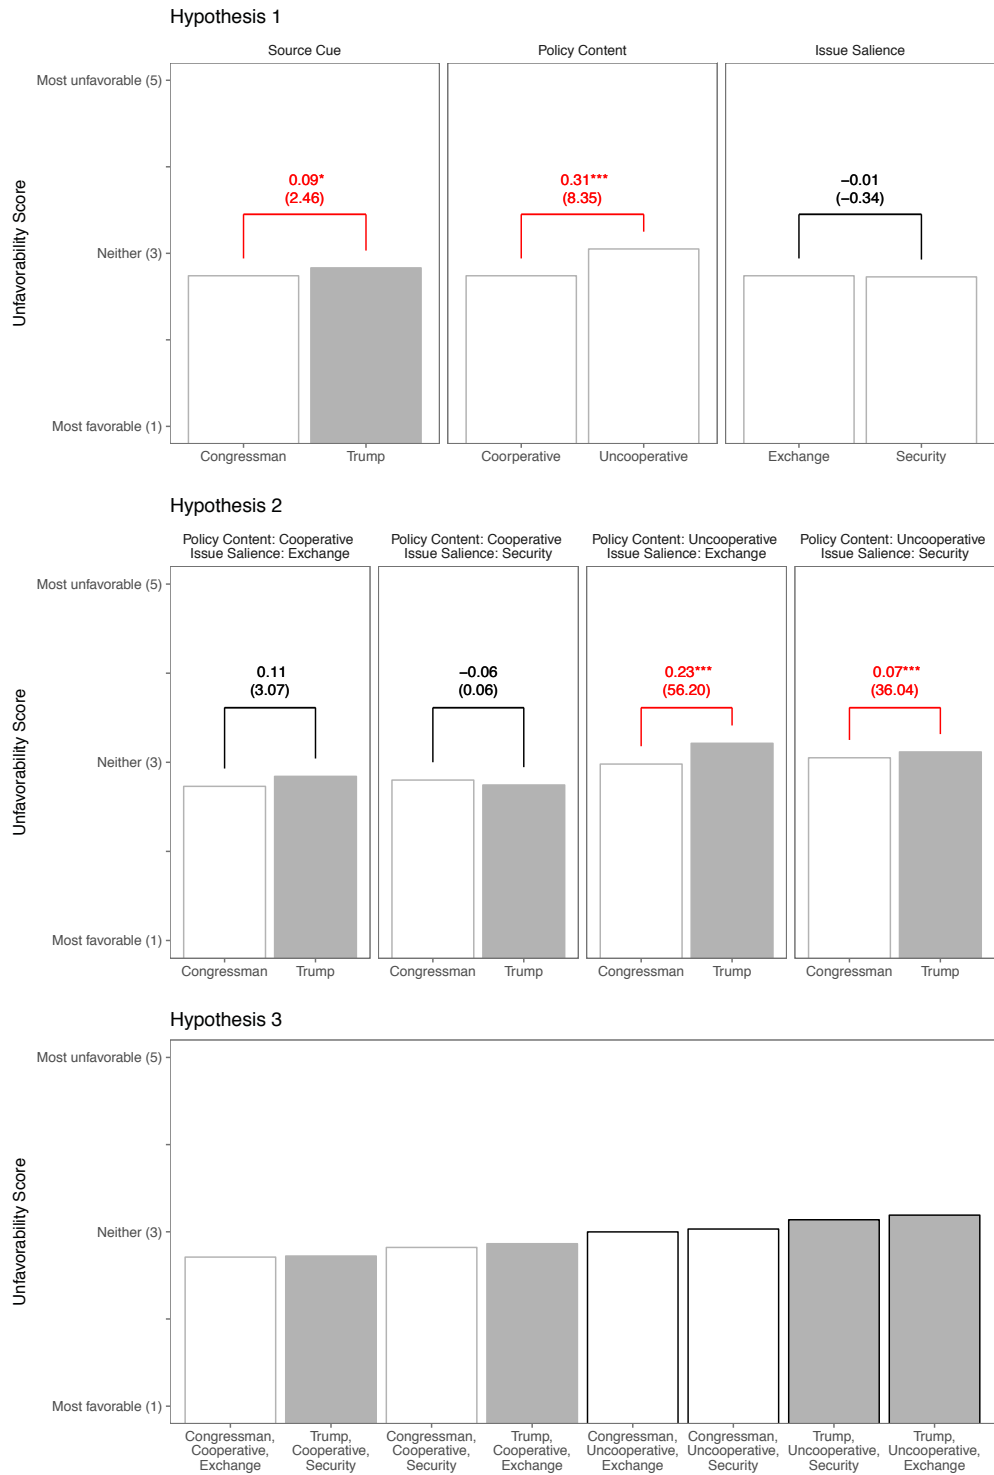 Hypothesis 1
Source Cue
Policy Content
Issue Salience
Most unfavorable (5)
Neither (3)
Most favorable (1)
Unfavorability Score
0.09*
(2.46)
0.31***
(8.35)
−0.01
(−0.34)
Congressman
Trump
Coorperative
Uncooperative
Exchange
Security
Hypothesis 2
Policy Content: Cooperative
Issue Salience: Exchange
Policy Content: Cooperative
Issue Salience: Security
Policy Content: Uncooperative
Issue Salience: Exchange
Policy Content: Uncooperative
Issue Salience: Security
Most unfavorable (5)
Neither (3)
Most favorable (1)
Unfavorability Score
0.11
(3.07)
−0.06
(0.06)
0.23***
(56.20)
0.07***
(36.04)
Congressman
Trump
Congressman
Trump
Congressman
Trump
Congressman
Trump
Hypothesis 3
Most unfavorable (5)
Neither (3)
Most favorable (1)
Unfavorability Score
Congressman,
Cooperative,
Exchange
Trump,
Cooperative,
Security
Congressman,
Cooperative,
Security
Trump,
Cooperative,
Exchange
Congressman,
Uncooperative,
Exchange
Congressman,
Uncooperative,
Security
Trump,
Uncooperative,
Security
Trump,
Uncooperative,
Exchange